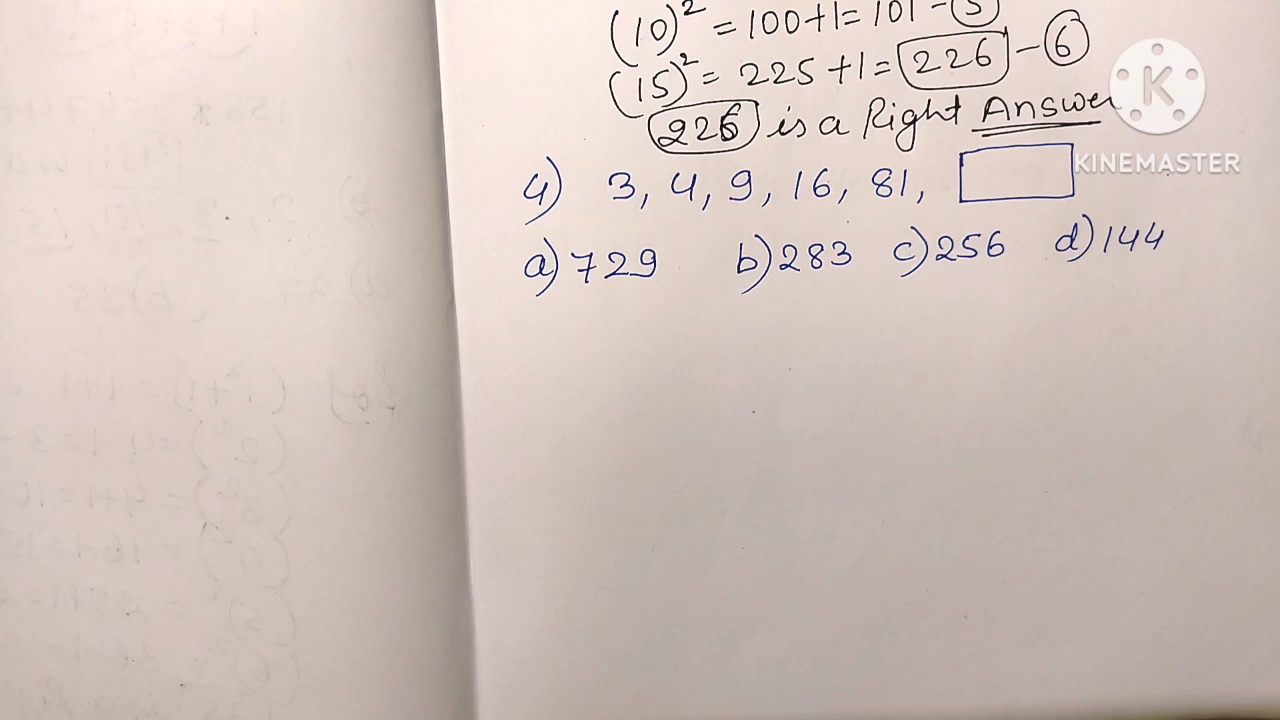 (10)² = 100+1= 101 - 5
(15)² = 225+1= 226 - 6
226 is a Right Answer
K
KINEMASTER
4) 3, 4, 9, 16, 81,
a) 729 b) 283 c) 256 d) 144